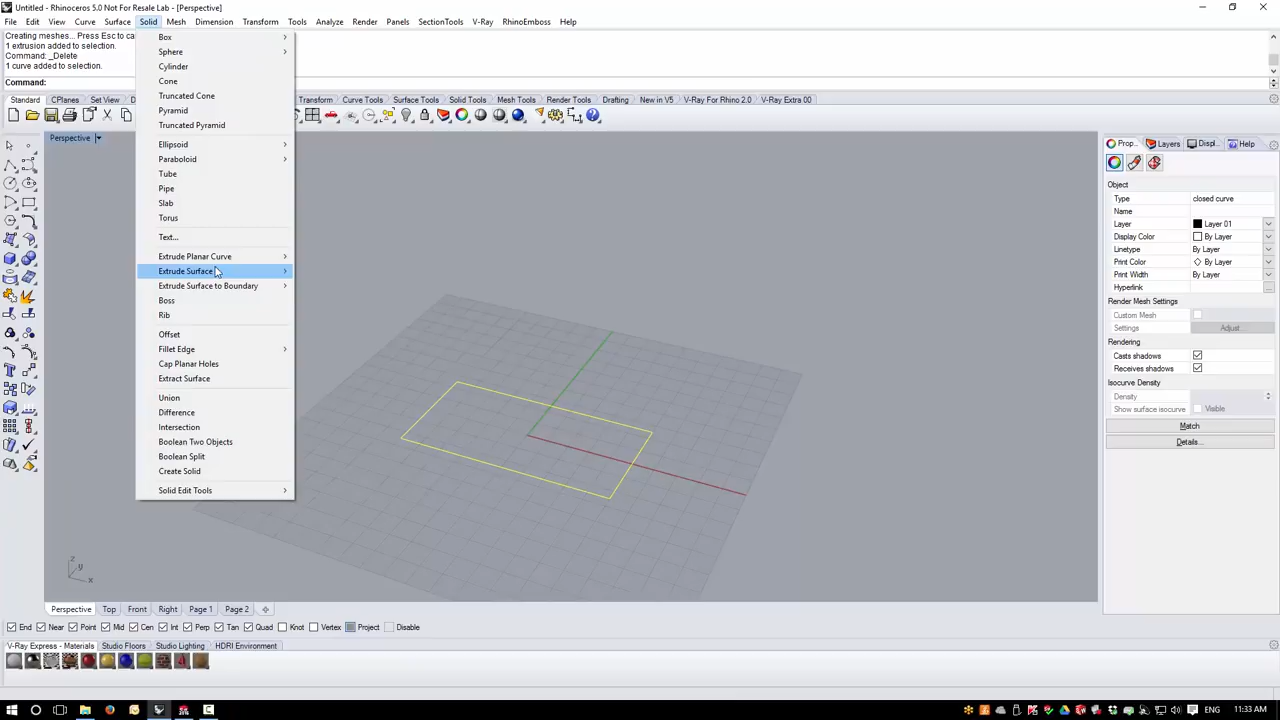 Untitled - Rhinoceros 5.0 Not For Resale Lab - [Perspective]
File Edit View Curve Surface Solid Mesh Dimension Transform Tools Analyze Render Panels SectionTools V-Ray RhinoEmboss Help
Creating meshes... Press Esc to ca
1 extrusion added to selection.
Command: _Delete
1 curve added to selection.
Command:
Standard CPlanes Set View D Transform Curve Tools Surface Tools Solid Tools Mesh Tools Render Tools Drafting New in V5 V-Ray For Rhino 2.0 V-Ray Extra 00
Perspective
Box
Sphere
Cylinder
Cone
Truncated Cone
Pyramid
Truncated Pyramid
Ellipsoid
Paraboloid
Tube
Pipe
Slab
Torus
Text...
Extrude Planar Curve
Extrude Surface
Extrude Surface to Boundary
Boss
Rib
Offset
Fillet Edge
Cap Planar Holes
Extract Surface
Union
Difference
Intersection
Boolean Two Objects
Boolean Split
Create Solid
Solid Edit Tools
Prop... Layers Displ... Help
Object
Type closed curve
Name
Layer Layer 01
Display Color By Layer
Linetype By Layer
Print Color By Layer
Print Width By Layer
Hyperlink ...
Render Mesh Settings
Custom Mesh
Settings Adjust...
Rendering
Casts shadows
Receives shadows
Isocurve Density
Density
Show surface isocurve Visible
Match
Details...
z
y
x
Perspective Top Front Right Page 1 Page 2
End Near Point Mid Cen Int Perp Tan Quad Knot Vertex Project Disable
V-Ray Express - Materials Studio Floors Studio Lighting HDRI Environment
ENG 11:33 AM